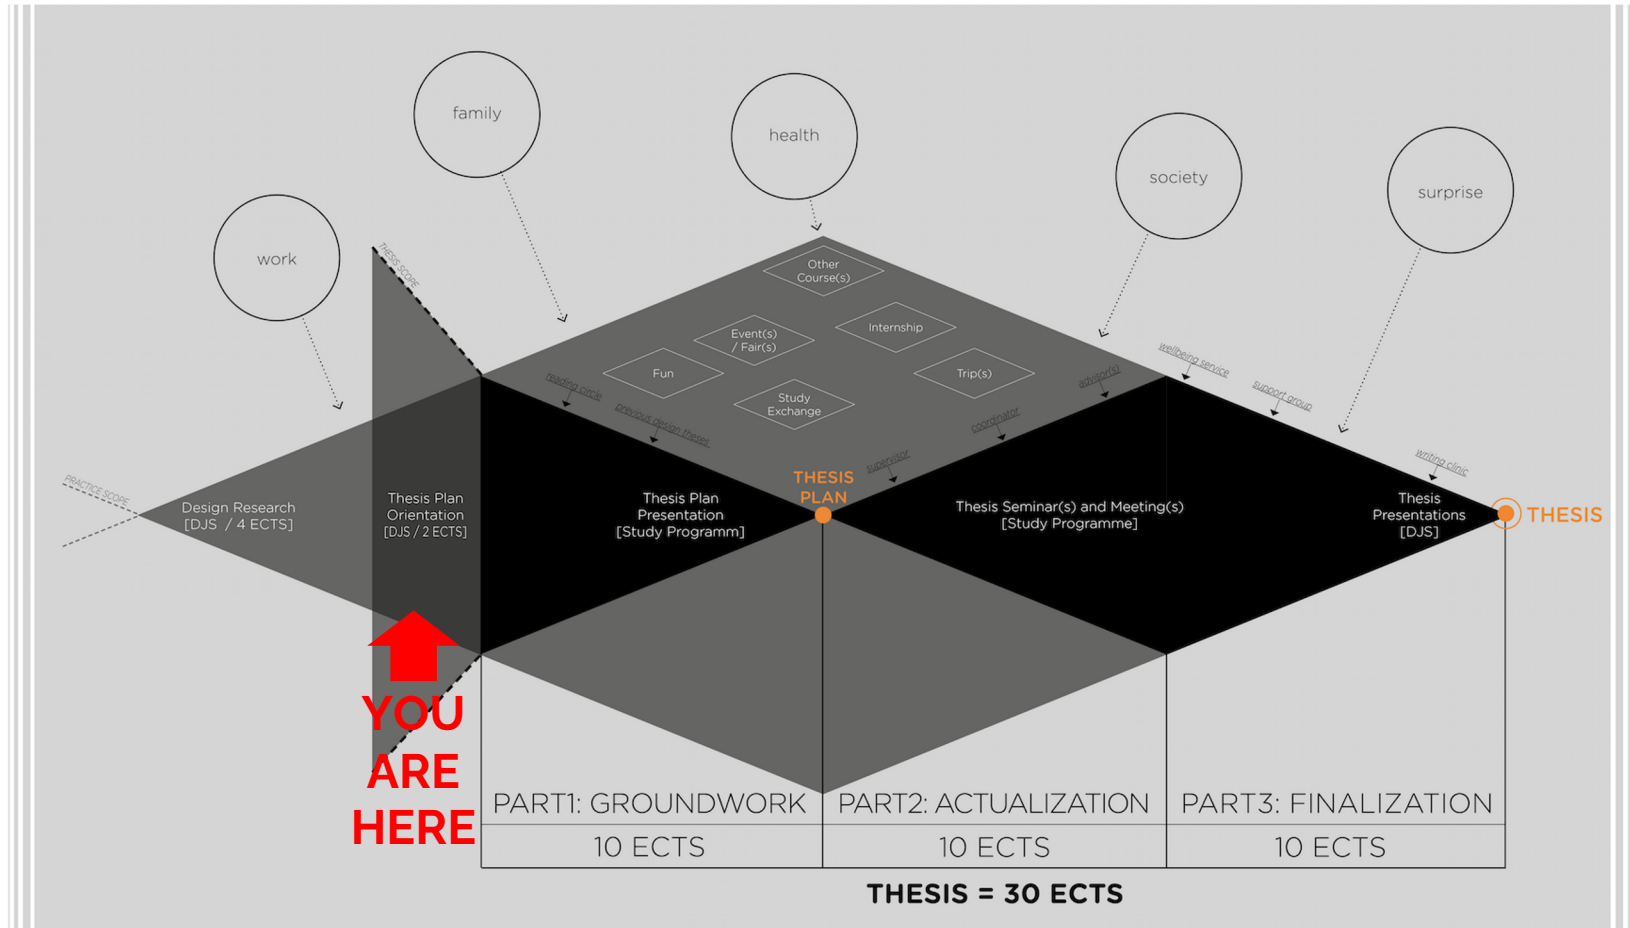 family
health
society
surprise
work
THESIS SCOPE
Other
Course(s)
Event(s)
/ Fair(s)
Internship
Fun
Trip(s)
Study
Exchange
reading circle
previous design theses
supervisor
coordinator
advisor(s)
wellbeing service
support group
writing clinic
PRACTICE SCOPE
Design Research
[DJS / 4 ECTS]
Thesis Plan
Orientation
[DJS / 2 ECTS]
Thesis Plan
Presentation
[Study Programm]
THESIS
PLAN
Thesis Seminar(s) and Meeting(s)
[Study Programme]
Thesis
Presentations
[DJS]
THESIS
YOU
ARE
HERE
PART1: GROUNDWORK
PART2: ACTUALIZATION
PART3: FINALIZATION
10 ECTS
10 ECTS
10 ECTS
THESIS = 30 ECTS